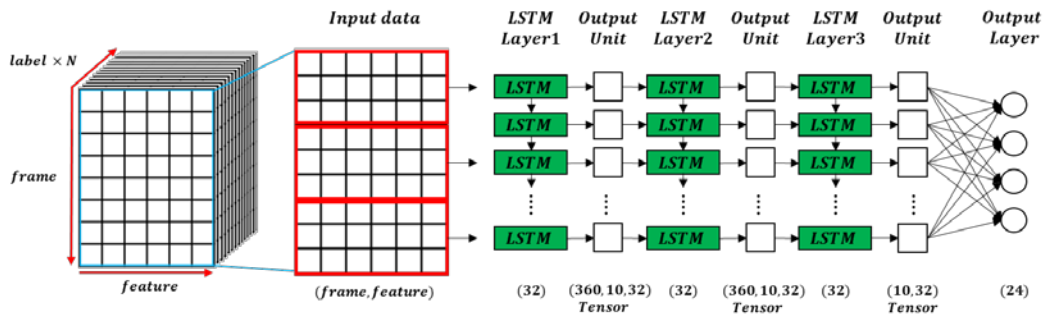 Input data
LSTM Layer1
Output Unit
LSTM Layer2
Output Unit
LSTM Layer3
Output Unit
Output Layer
label × N
frame
feature
LSTM LSTM LSTM
LSTM LSTM LSTM
LSTM LSTM LSTM
LSTM LSTM LSTM
(frame, feature)
(32)
(360,10,32) Tensor
(32)
(360,10,32) Tensor
(32)
(10,32) Tensor
(24)